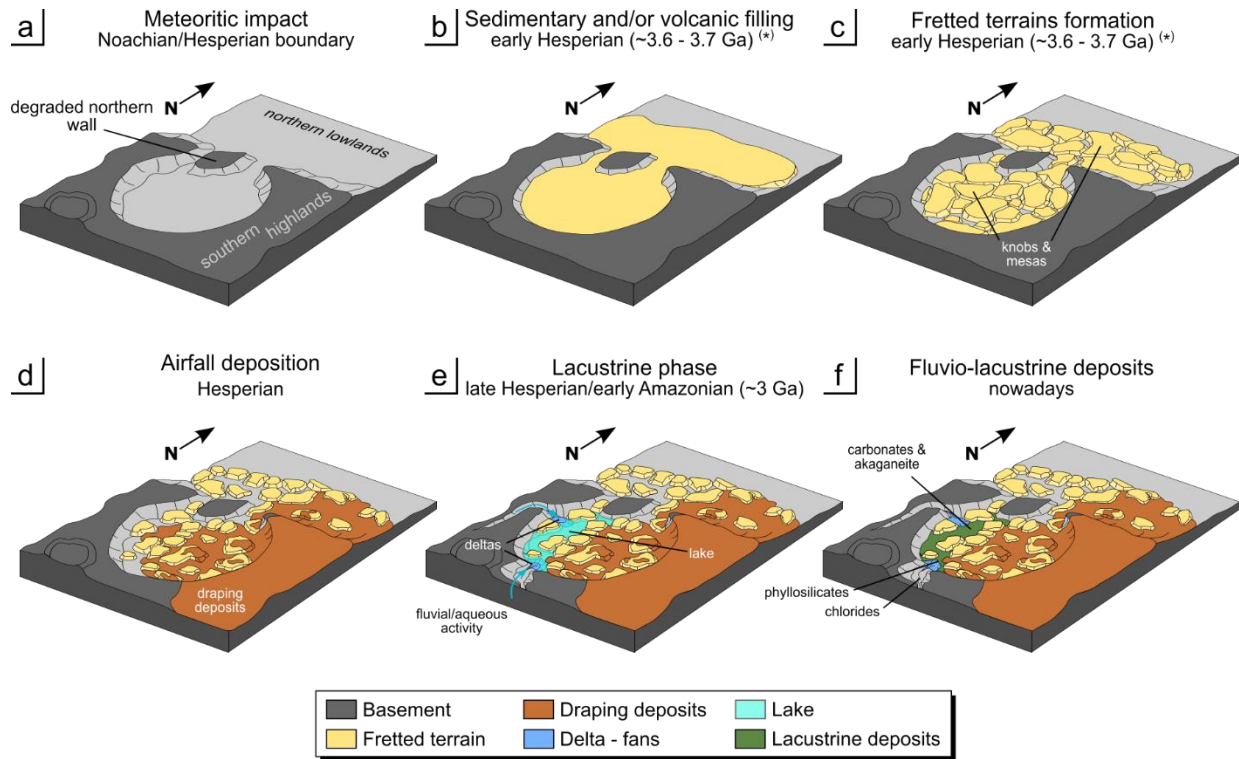 a
Meteoritic impact
Noachian/Hesperian boundary
N
degraded northern
wall
northern lowlands
southern highlands
b
Sedimentary and/or volcanic filling
early Hesperian (~3.6 - 3.7 Ga) (*)
N
c
Fretted terrains formation
early Hesperian (~3.6 - 3.7 Ga) (*)
N
knobs &
mesas
d
Airfall deposition
Hesperian
N
draping
deposits
e
Lacustrine phase
late Hesperian/early Amazonian (~3 Ga)
N
deltas
lake
fluvial/aqueous
activity
f
Fluvio-lacustrine deposits
nowadays
N
carbonates &
akaganeite
phyllosilicates
chlorides
Basement
Draping deposits
Lake
Fretted terrain
Delta - fans
Lacustrine deposits